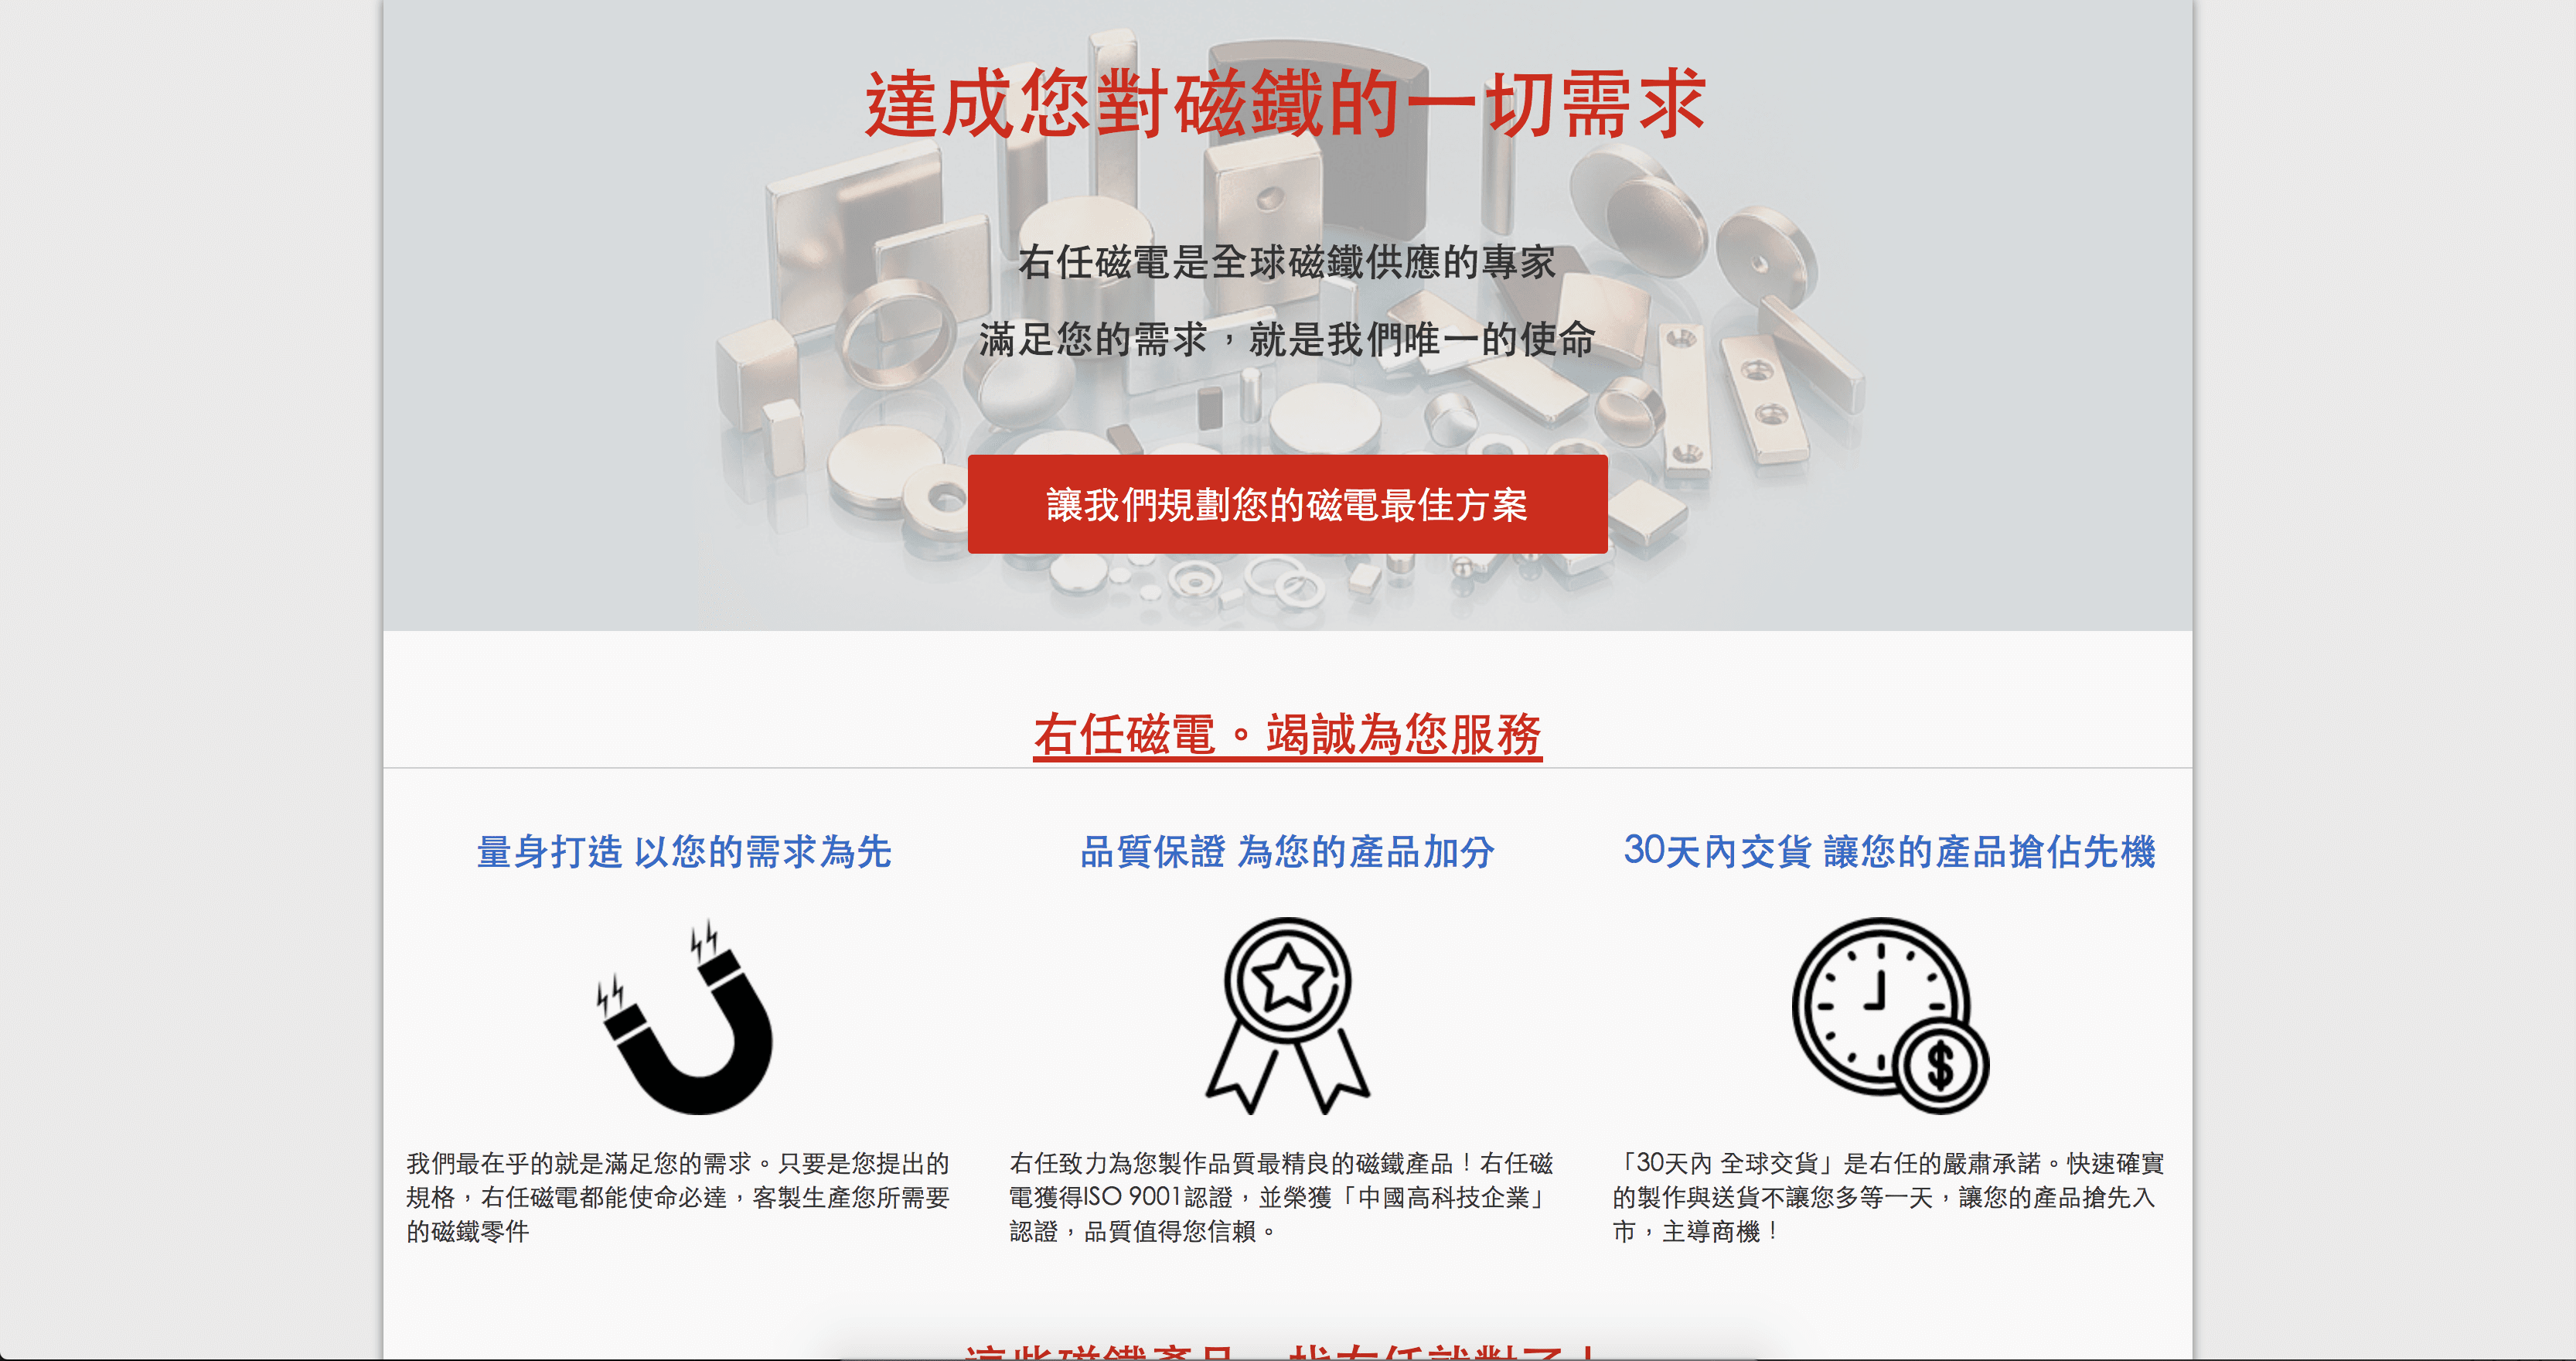 達成您對磁鐵的一切需求
右任磁電是全球磁鐵供應的專家
滿足您的需求，就是我們唯一的使命
讓我們規劃您的磁電最佳方案
右任磁電。竭誠為您服務
量身打造 以您的需求為先
我們最在乎的就是滿足您的需求。只要是您提出的
規格，右任磁電都能使命必達，客製生產您所需要
的磁鐵零件
品質保證 為您的產品加分
右任致力為您製作品質最精良的磁鐵產品！右任磁
電獲得ISO 9001認證，並榮獲「中國高科技企業」
認證，品質值得您信賴。
30天內交貨 讓您的產品搶佔先機
$
「30天內 全球交貨」是右任的嚴肅承諾。快速確實
的製作與送貨不讓您多等一天，讓您的產品搶先入
市，主導商機！